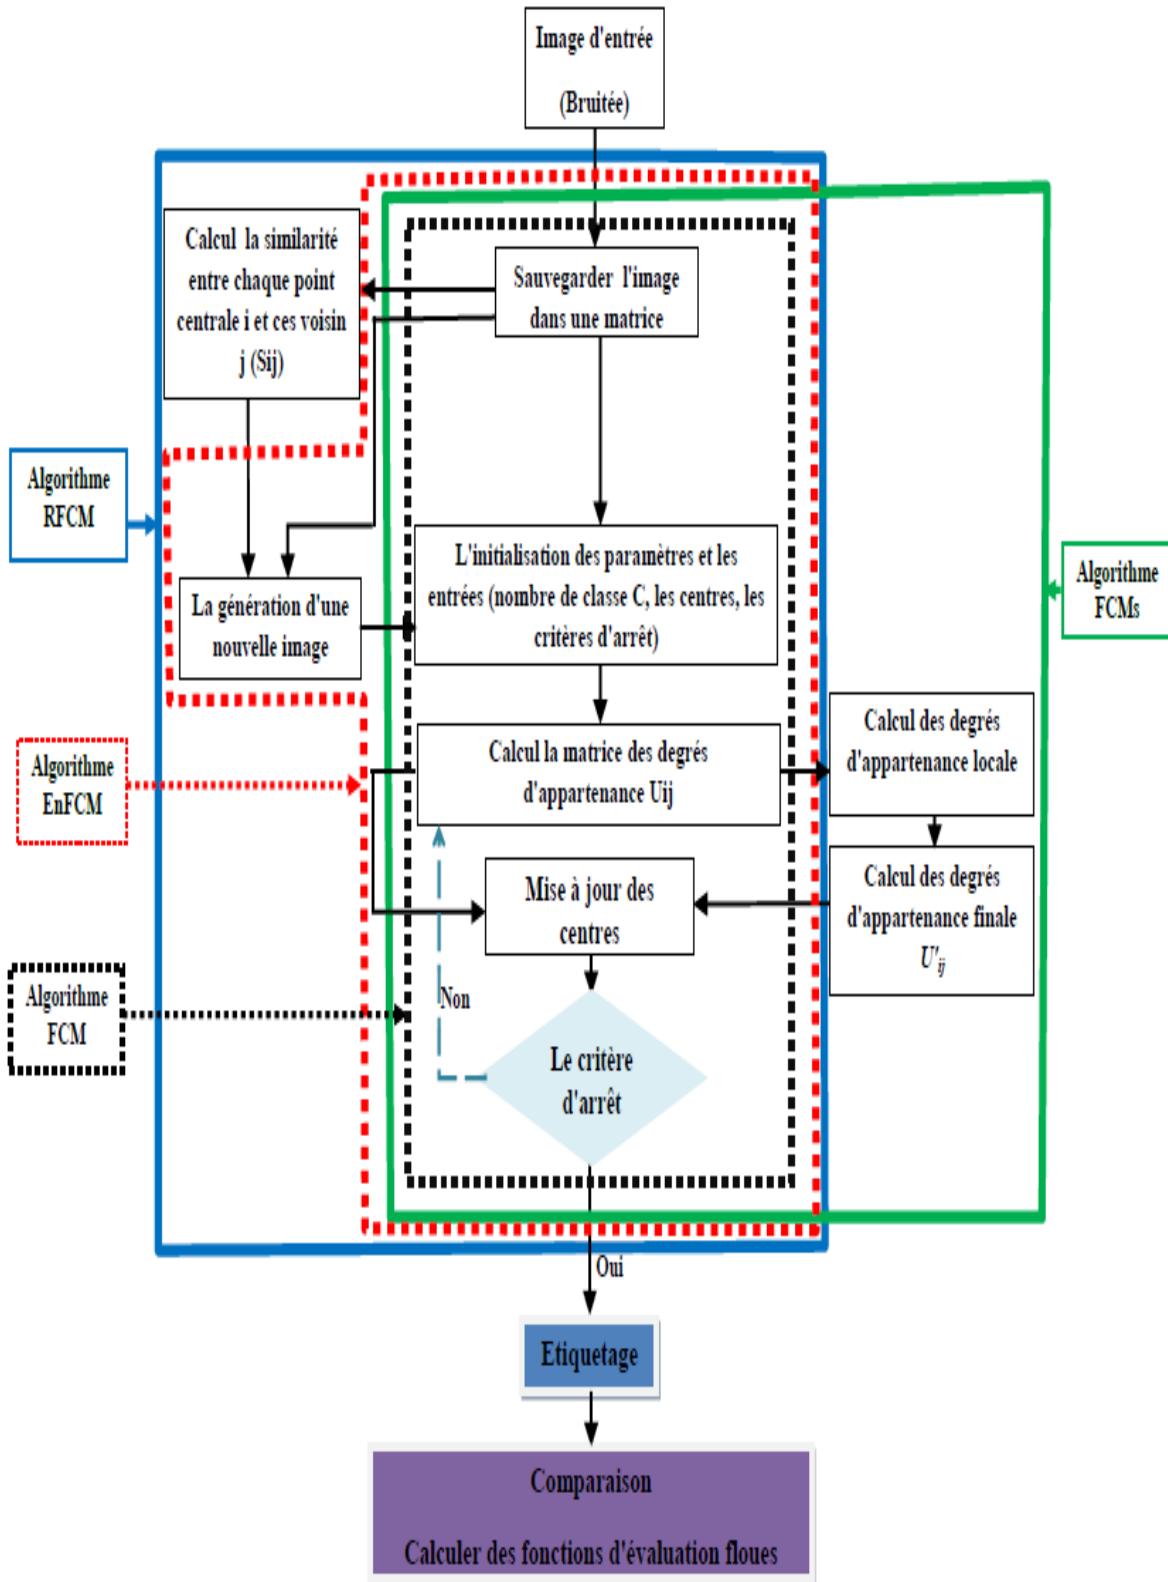 Image d'entrée
(Bruitée)
Calcul la similarité
entre chaque point
centrale i et ces voisin
j (Sij)
Sauvegarder l'image
dans une matrice
Algorithme
RFCM
L'initialisation des paramètres et les
entrées (nombre de classe C, les centres, les
critères d'arrêt)
Algorithme
FCMs
La génération d'une
nouvelle image
Calcul la matrice des degrés
d'appartenance Uij
Calcul des degrés
d'appartenance locale
Algorithme
EnFCM
Mise à jour des
centres
Calcul des degrés
d'appartenance finale
U'ij
Algorithme
FCM
Non
Le critère
d'arrêt
Oui
Etiquetage
Comparaison
Calculer des fonctions d'évaluation floues